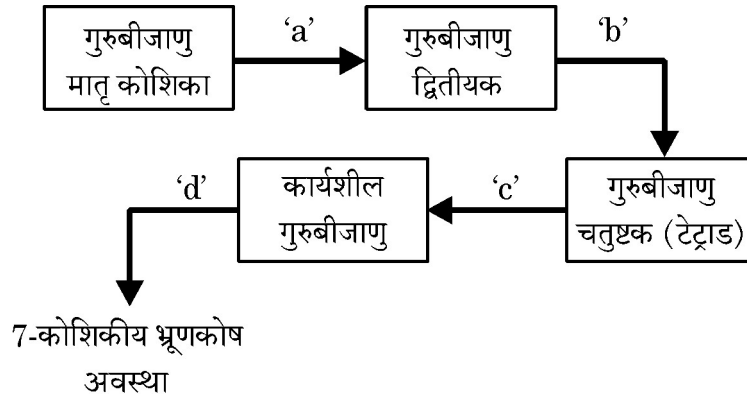 गुरुबीजाणु
मातृ कोशिका
‘a’
गुरुबीजाणु
द्वितीयक
‘b’
गुरुबीजाणु
चतुष्टक (टेट्राड)
‘c’
कार्यशील
गुरुबीजाणु
‘d’
7-कोशिकीय भ्रूणकोष
अवस्था